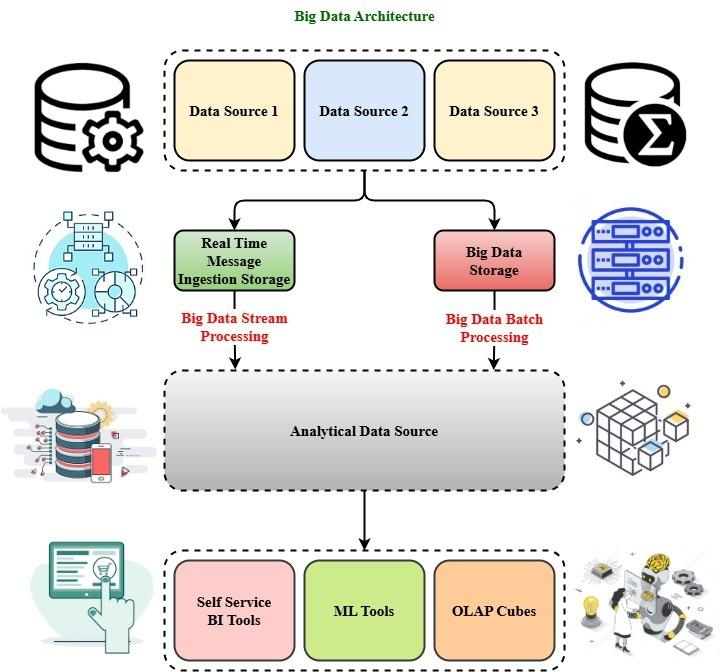 Big Data Architecture
Data Source 1
Data Source 2
Data Source 3
Σ
Real Time
Message
Ingestion Storage
Big Data
Storage
Big Data Stream
Processing
Big Data Batch
Processing
Analytical Data Source
Self Service
BI Tools
ML Tools
OLAP Cubes